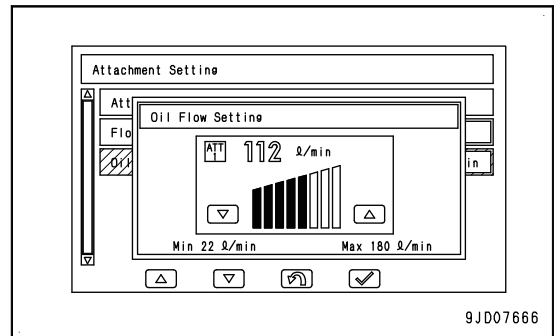 Attachment Setting
Att
Oil Flow Setting
Flo
ATT 1 112 ℓ/min
Oil
in
Min 22 ℓ/min Max 180 ℓ/min
9JD07666